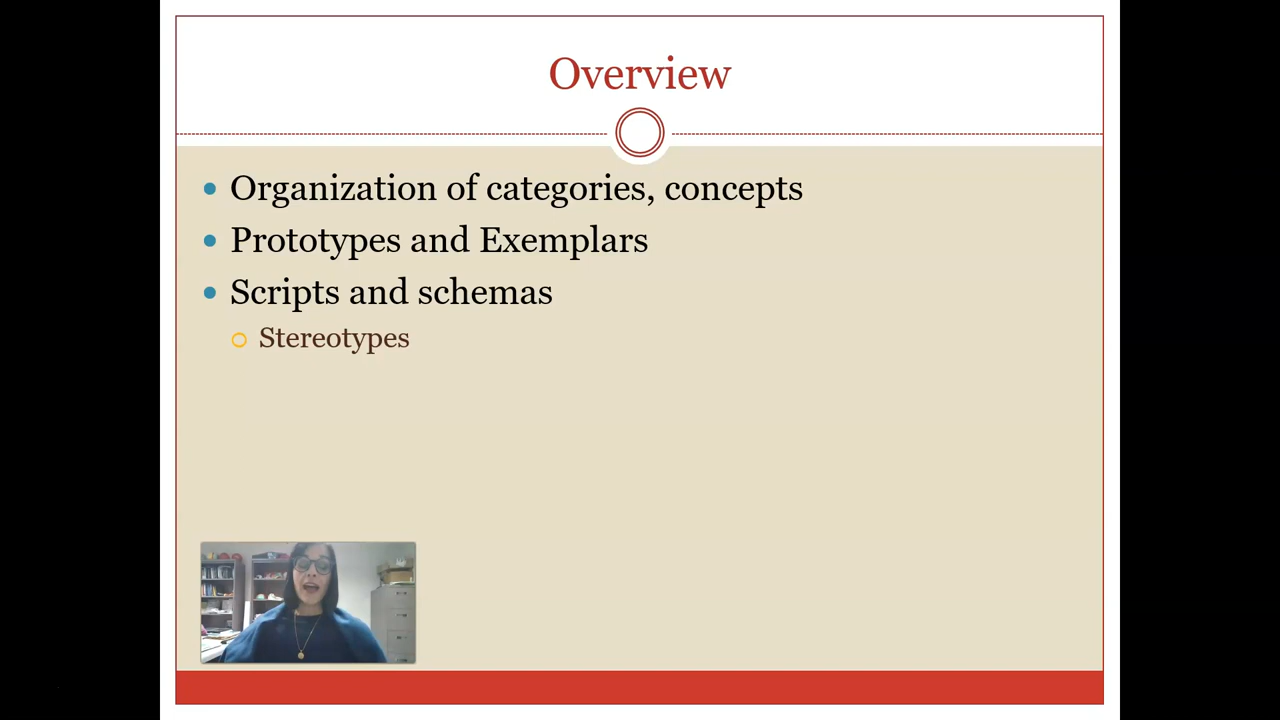 Overview
Organization of categories, concepts
Prototypes and Exemplars
Scripts and schemas
Stereotypes